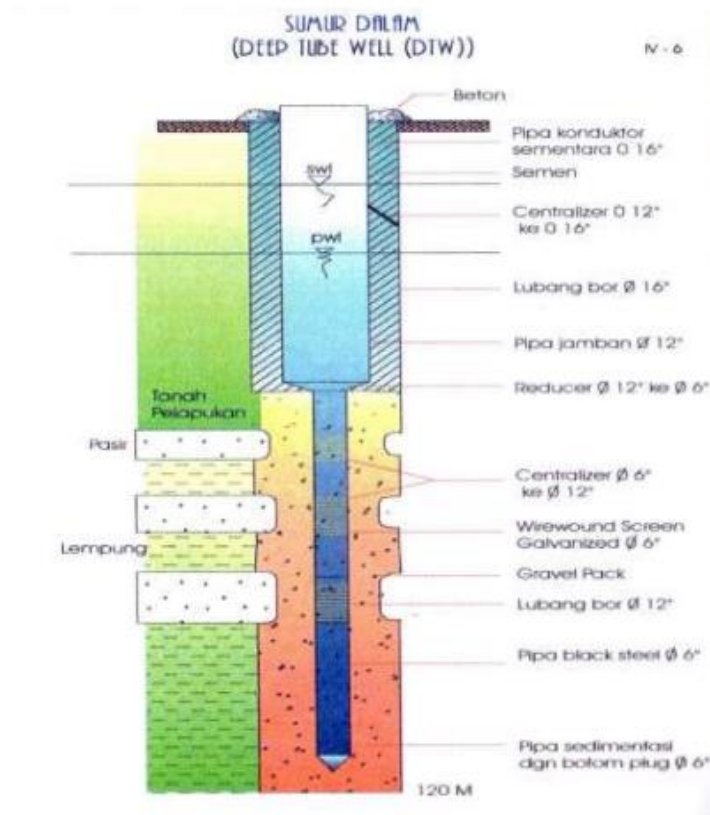 SUMUR DALAM
(DEEP TUBE WELL (DTW))
IV - 6
Beton
Pipa konduktor
sementara 0 16"
Semen
swl
Centralizer 0 12"
ke 0 16"
pwl
Lubang bor Ø 16"
Pipa jamban Ø 12"
Reducer Ø 12" ke Ø 6"
Tanah
Pelapukan
Pasir
Centralizer Ø 6"
ke Ø 12"
Wirewound Screen
Galvanized Ø 6"
Lempung
Gravel Pack
Lubang bor Ø 12"
Pipa black steel Ø 6"
Pipa sedimentasi
dgn botom plug Ø 6"
120 M